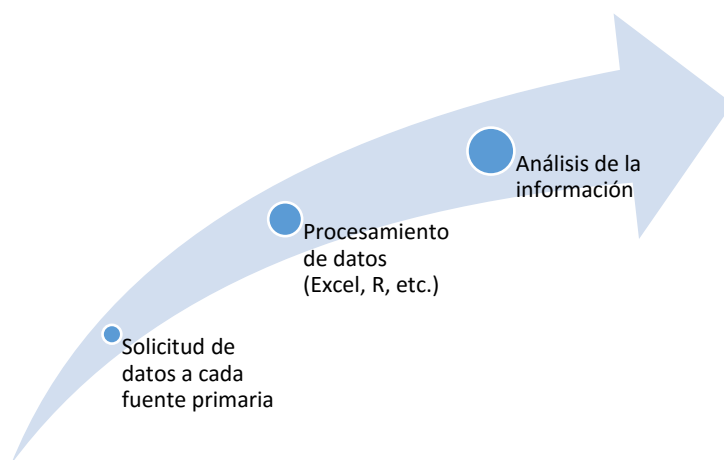 Análisis de la
información
Procesamiento
de datos
(Excel, R, etc.)
Solicitud de
datos a cada
fuente primaria